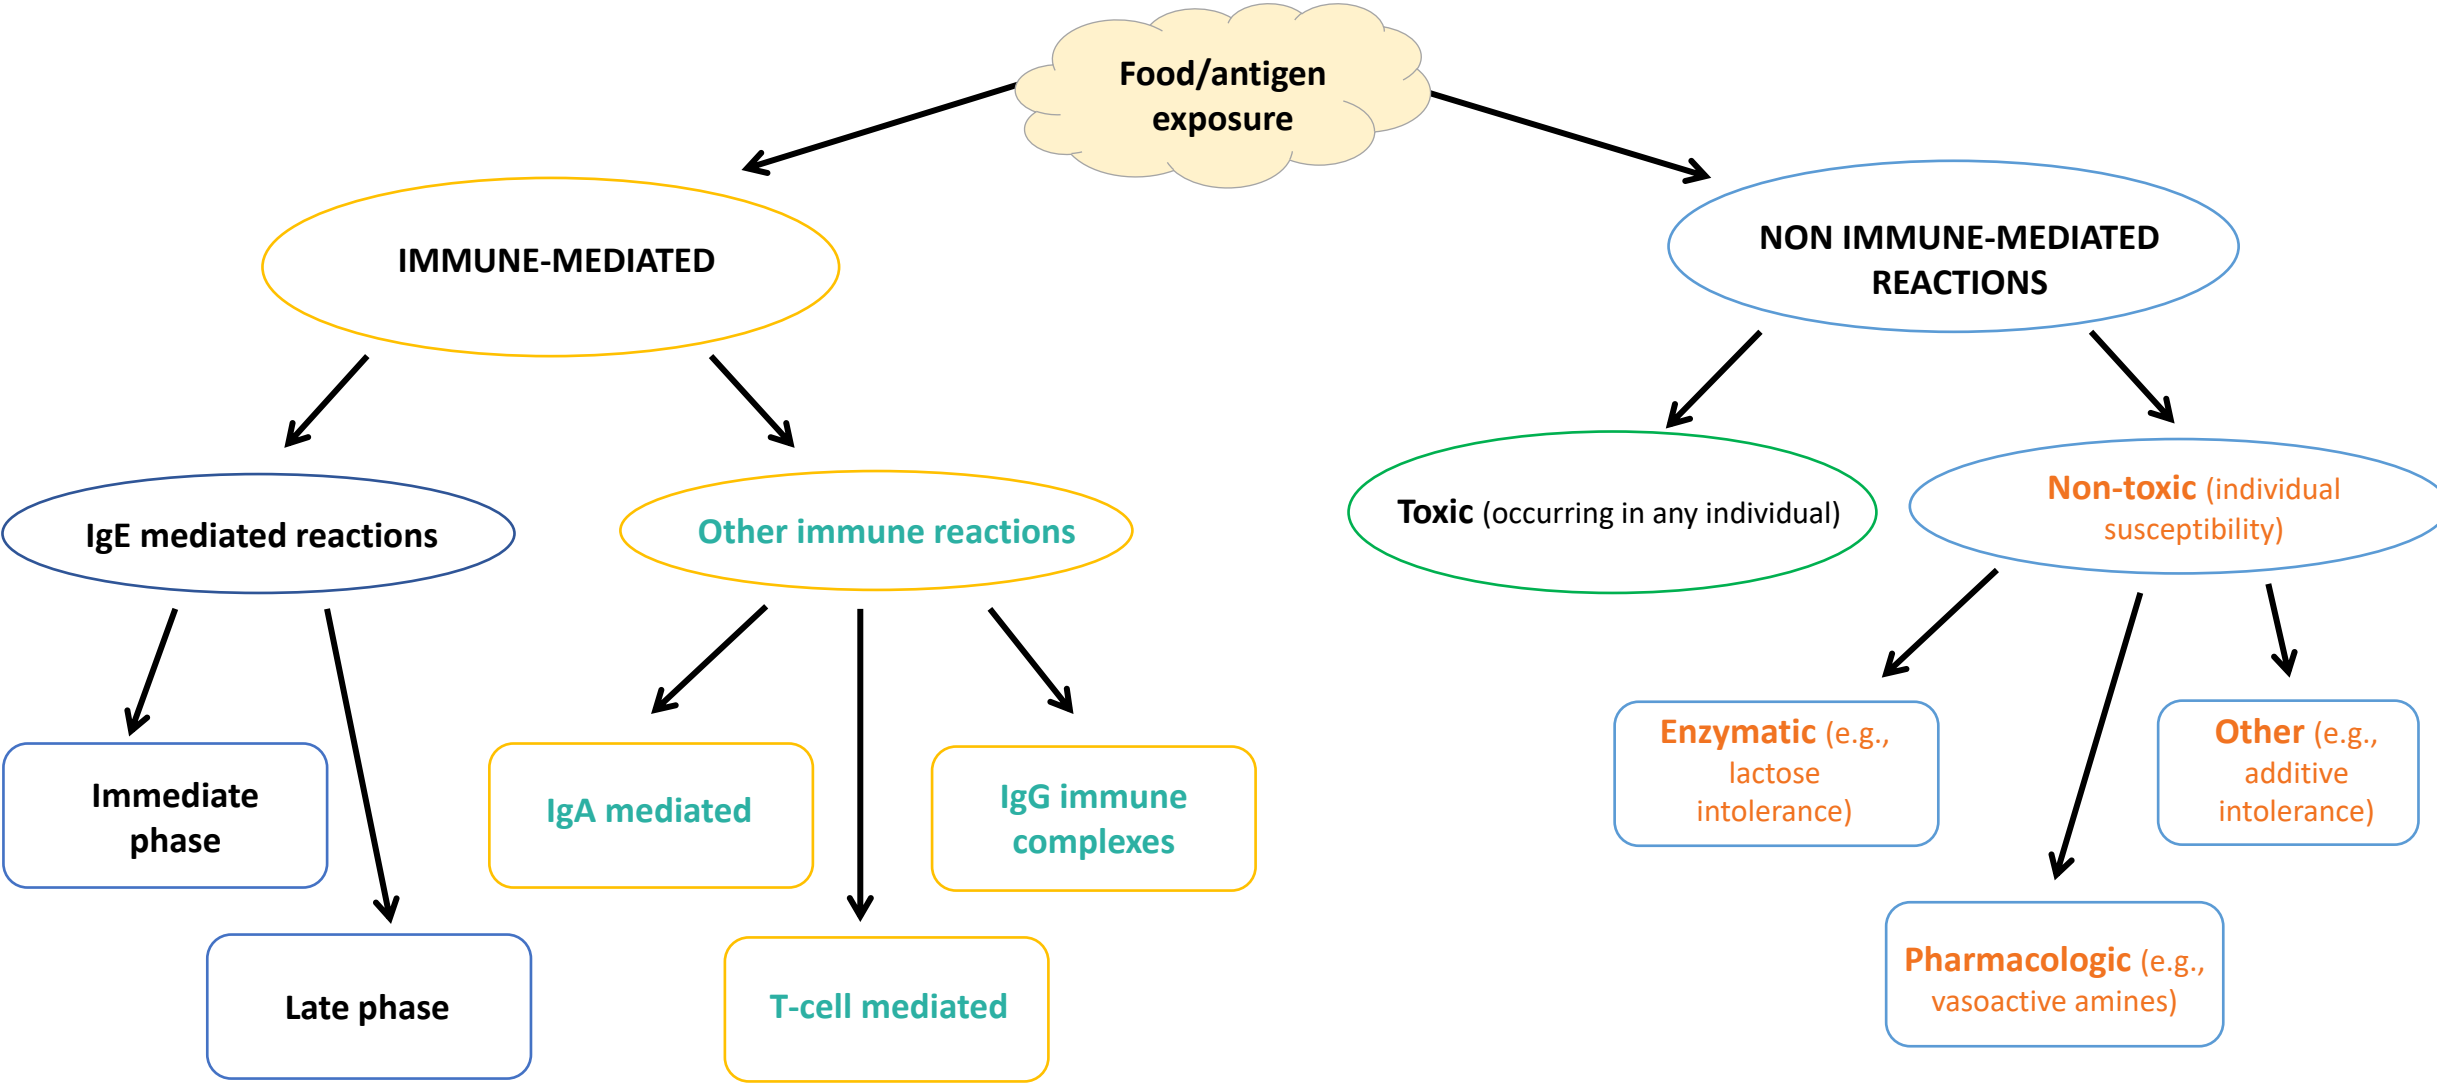 Food/antigen
exposure
IMMUNE-MEDIATED
NON IMMUNE-MEDIATED
REACTIONS
IgE mediated reactions
Other immune reactions
Toxic (occurring in any individual)
Non-toxic (individual
susceptibility)
Immediate
phase
Late phase
IgA mediated
T-cell mediated
IgG immune
complexes
Enzymatic (e.g.,
lactose
intolerance)
Pharmacologic (e.g.,
vasoactive amines)
Other (e.g.,
additive
intolerance)